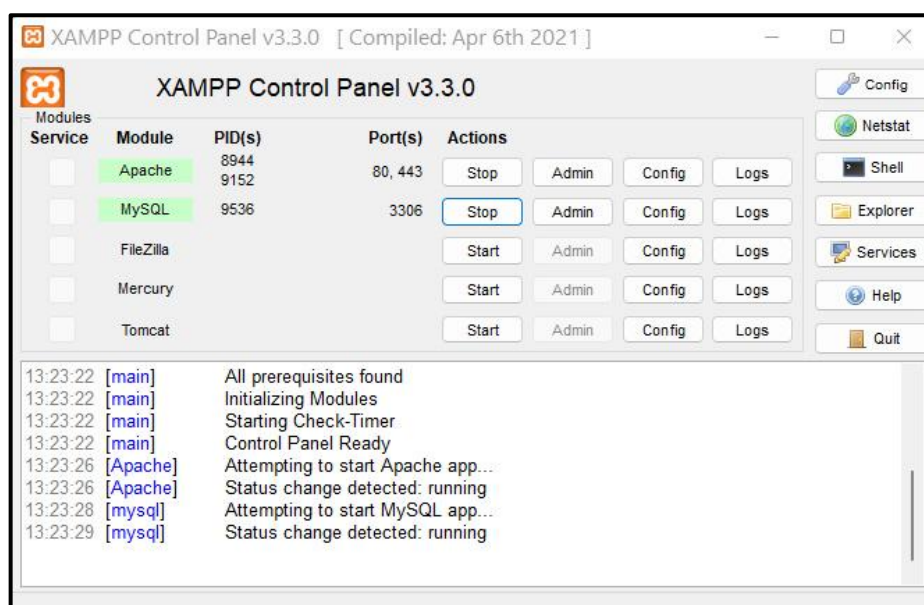 XAMPP Control Panel v3.3.0 [ Compiled: Apr 6th 2021 ]
XAMPP Control Panel v3.3.0
Config
Modules
Service Module PID(s) Port(s) Actions
Netstat
Apache 8944 9152 80, 443 Stop Admin Config Logs
Shell
MySQL 9536 3306 Stop Admin Config Logs
Explorer
FileZilla Start Admin Config Logs
Services
Mercury Start Admin Config Logs
Help
Tomcat Start Admin Config Logs
Quit
13:23:22 [main] All prerequisites found
13:23:22 [main] Initializing Modules
13:23:22 [main] Starting Check-Timer
13:23:22 [main] Control Panel Ready
13:23:26 [Apache] Attempting to start Apache app...
13:23:26 [Apache] Status change detected: running
13:23:28 [mysql] Attempting to start MySQL app...
13:23:29 [mysql] Status change detected: running